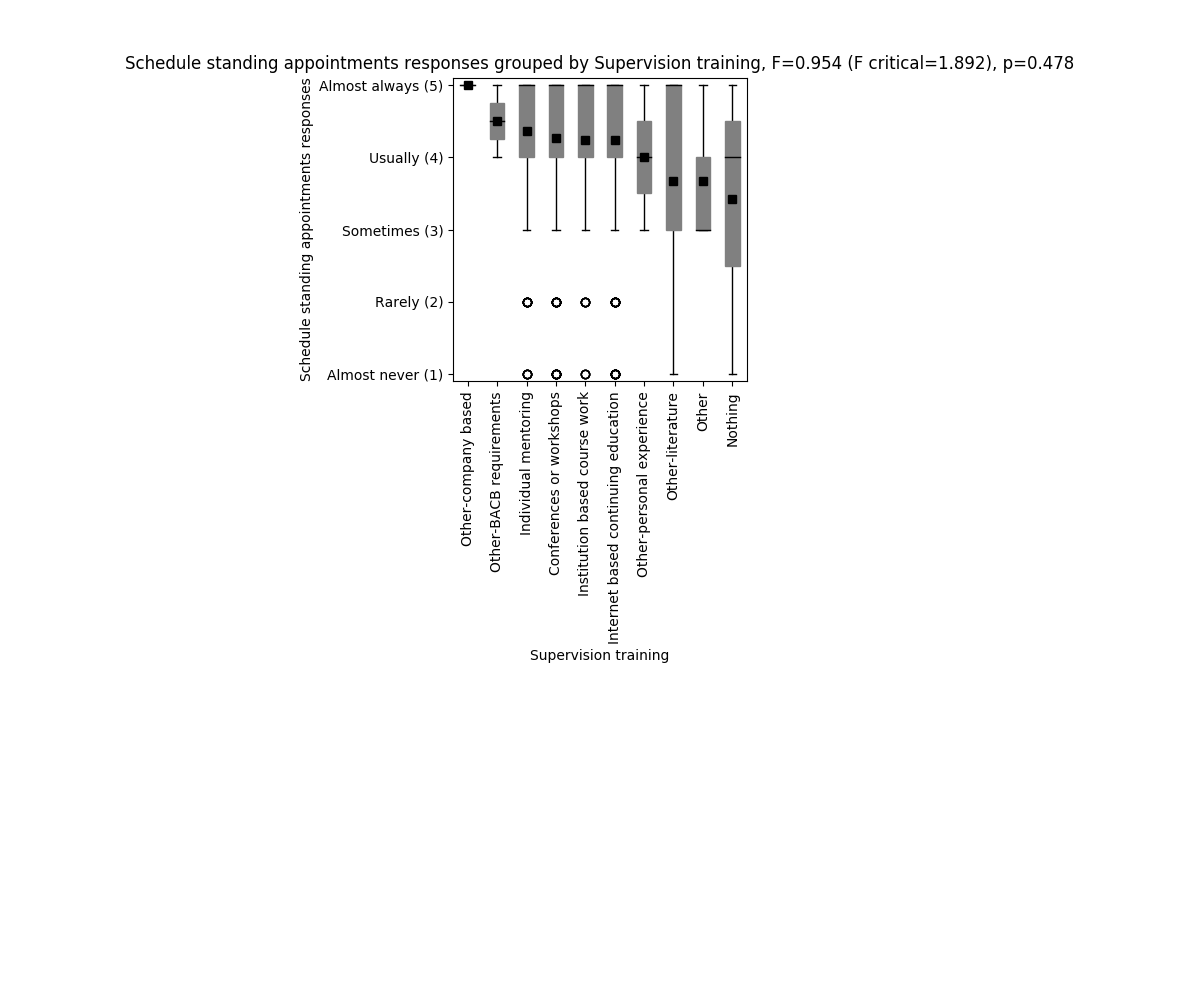 Schedule standing appointments responses grouped by Supervision training, F=0.954 (F critical=1.892), p=0.478
Schedule standing appointments responses
Almost always (5)
Usually (4)
Sometimes (3)
Rarely (2)
Almost never (1)
Other-company based
Other-BACB requirements
Individual mentoring
Conferences or workshops
Institution based course work
Internet based continuing education
Other-personal experience
Other-literature
Other
Nothing
Supervision training